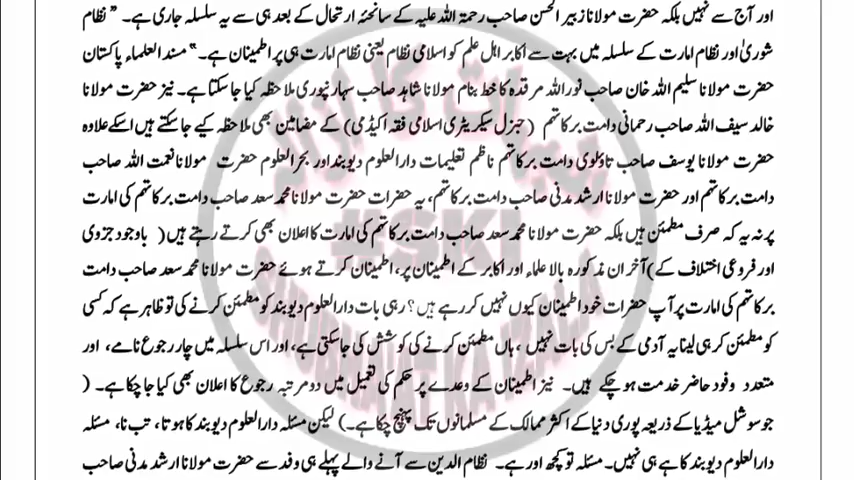 اور آج سے نہیں بلکہ حضرت مولانا زبیر الحسن صاحب رحمۃ اللہ علیہ کے سانحۂ ارتحال کے بعد ہی سے یہ سلسلہ جاری ہے۔ "نظام
شوریٰ اور نظام امارت کے سلسلہ میں بہت سے اکابر اہل علم کو اسلامی نظام یعنی نظام امارت ہی پر اطمینان ہے۔" مسند العلماء پاکستان
حضرت مولانا سلیم اللہ خان صاحب نور اللہ مرقدہ کا خط بنام مولانا شاہد صاحب سہارنپوری ملاحظہ کیا جاسکتا ہے۔ نیز حضرت مولانا
خالد سیف اللہ صاحب رحمانی دامت برکاتہم (جنرل سیکریٹری اسلامی فقہ اکیڈمی) کے مضامین بھی ملاحظہ کیے جاسکتے ہیں اسکے علاوہ
حضرت مولانا یوسف صاحب تاؤلوی دامت برکاتہم ناظم تعلیمات دارالعلوم دیوبند اور بحر العلوم حضرت مولانا نعمت اللہ صاحب
دامت برکاتہم اور حضرت مولانا ارشد مدنی صاحب دامت برکاتہم، یہ حضرات حضرت مولانا محمد سعد صاحب دامت برکاتہم کی امارت
پر نہ یہ کہ صرف مطمئن ہیں بلکہ حضرت مولانا محمد سعد صاحب دامت برکاتہم کی امارت کا اعلان بھی کرتے رہتے ہیں (باوجود جزوی
اور فروعی اختلاف کے) آخر ان مذکورہ بالا علماء اور اکابر کے اطمینان پر، اطمینان کرتے ہوئے حضرت مولانا محمد سعد صاحب دامت
برکاتہم کی امارت پر آپ حضرات خود اطمینان کیوں نہیں کر رہے ہیں؟ رہی بات دارالعلوم دیوبند کو مطمئن کرنے کی تو ظاہر ہے کہ کسی
کو مطمئن کر ہی لینا یہ آدمی کے بس کی بات نہیں، ہاں مطمئن کرنے کی کوشش کی جاسکتی ہے، اور اس سلسلہ میں چار رجوع نامے، اور
متعدد وفود حاضر خدمت ہو چکے ہیں۔ نیز اطمینان کے وعدے پر حکم کی تعمیل میں دو مرتبہ رجوع کا اعلان بھی کیا جا چکا ہے۔ (
جو سوشل میڈیا کے ذریعہ پوری دنیا کے اکثر ممالک کے مسلمانوں تک پہنچ چکا ہے۔) لیکن مسئلہ دارالعلوم دیوبند کا ہوتا، تب نا، مسئلہ
دارالعلوم دیوبند کا ہے ہی نہیں۔ مسئلہ تو کچھ اور ہے۔ نظام الدین سے آنے والے پہلے ہی وفد سے حضرت مولانا ارشد مدنی صاحب
#SKI